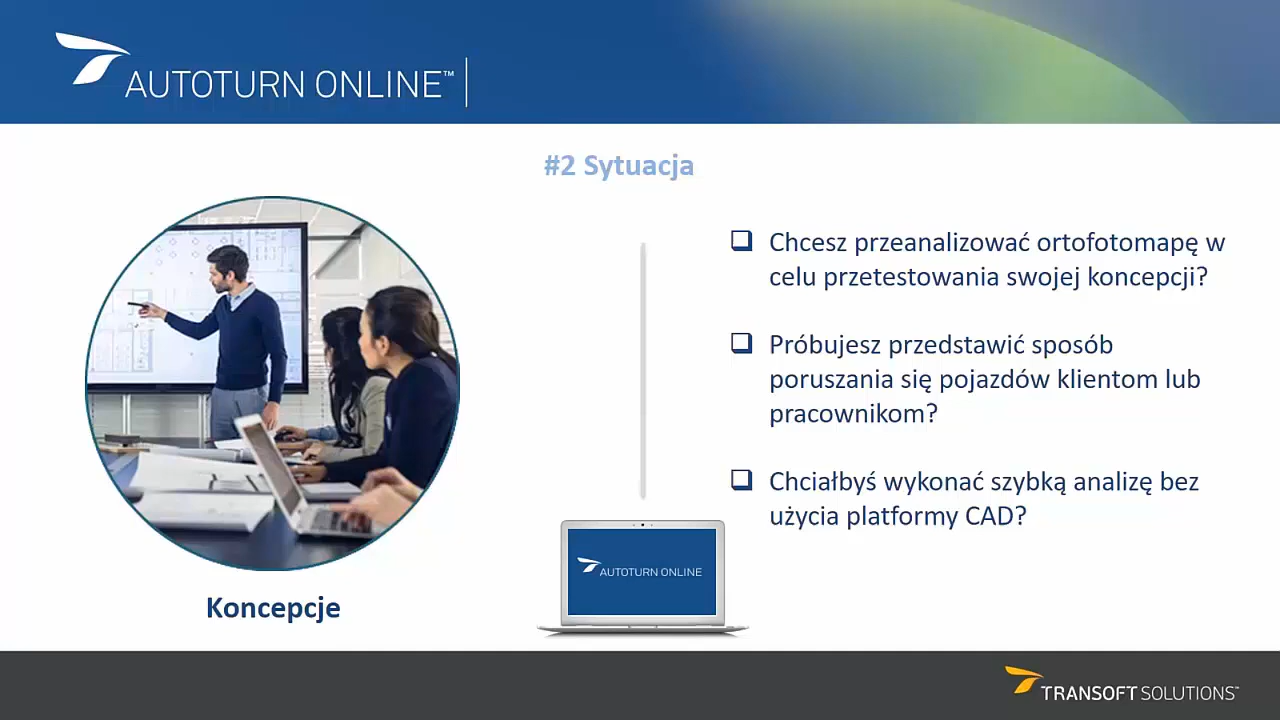 AUTOTURN ONLINE™
#2 Sytuacja
Chcesz przeanalizować ortofotomapę w
celu przetestowania swojej koncepcji?
Próbujesz przedstawić sposób
poruszania się pojazdów klientom lub
pracownikom?
Chciałbyś wykonać szybką analizę bez
użycia platformy CAD?
AUTOTURN ONLINE
Koncepcje
TRANSOFT SOLUTIONS™